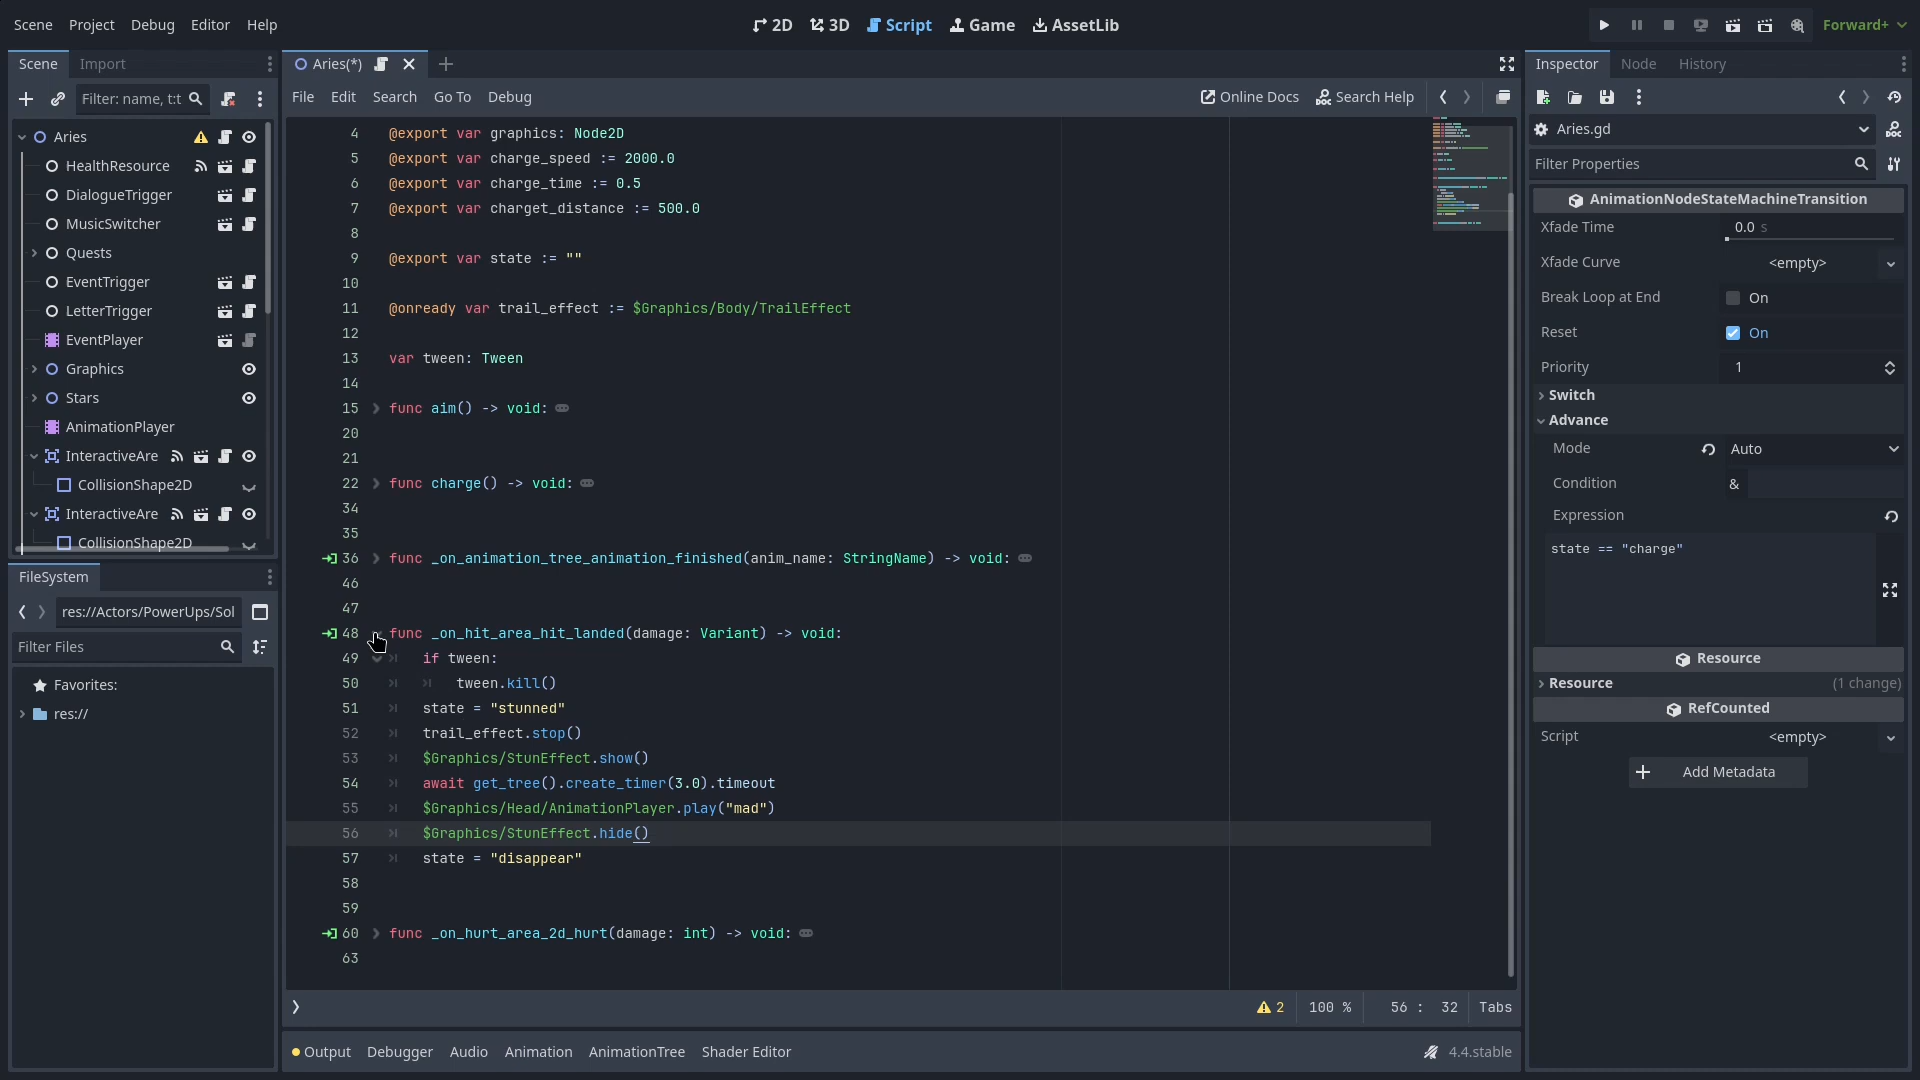 Scene Project Debug Editor Help
2D 3D Script Game AssetLib
Forward+
Scene Import
Filter: name, t:t
Aries
HealthResource
DialogueTrigger
MusicSwitcher
Quests
EventTrigger
LetterTrigger
EventPlayer
Graphics
Stars
AnimationPlayer
InteractiveAre
CollisionShape2D
InteractiveAre
CollisionShape2D
FileSystem
res://Actors/PowerUps/Sol
Filter Files
Favorites:
res://
Aries(*)
File Edit Search Go To Debug
Online Docs Search Help
4 @export var graphics: Node2D
5 @export var charge_speed := 2000.0
6 @export var charge_time := 0.5
7 @export var charget_distance := 500.0
8
9 @export var state := ""
10
11 @onready var trail_effect := $Graphics/Body/TrailEffect
12
13 var tween: Tween
14
15 func aim() -> void:
20
21
22 func charge() -> void:
34
35
36 func _on_animation_tree_animation_finished(anim_name: StringName) -> void:
46
47
48 func _on_hit_area_hit_landed(damage: Variant) -> void:
49 if tween:
50 tween.kill()
51 state = "stunned"
52 trail_effect.stop()
53 $Graphics/StunEffect.show()
54 await get_tree().create_timer(3.0).timeout
55 $Graphics/Head/AnimationPlayer.play("mad")
56 $Graphics/StunEffect.hide()
57 state = "disappear"
58
59
60 func _on_hurt_area_2d_hurt(damage: int) -> void:
63
2 100 % 56 : 32 Tabs
Output Debugger Audio Animation AnimationTree Shader Editor
4.4.stable
Inspector Node History
Aries.gd
Filter Properties
AnimationNodeStateMachineTransition
Xfade Time 0.0 s
Xfade Curve <empty>
Break Loop at End On
Reset On
Priority 1
Switch
Advance
Mode Auto
Condition &
Expression
state == "charge"
Resource
Resource (1 change)
RefCounted
Script <empty>
Add Metadata